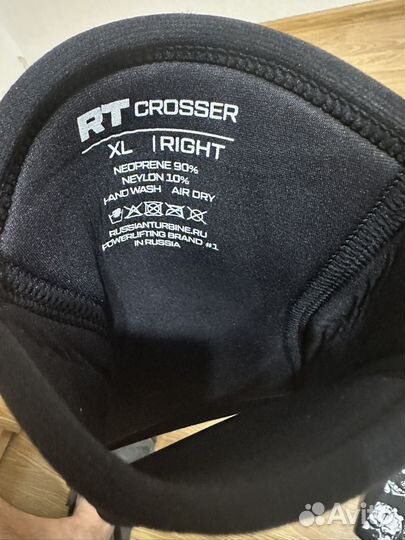 RT CROSSER
XL | RIGHT
NEOPRENE 90%
NEYLON 10%
HAND WASH AIR DRY
RUSSIANTURBINE.RU
POWERLIFTING BRAND #1
IN RUSSIA
Avito